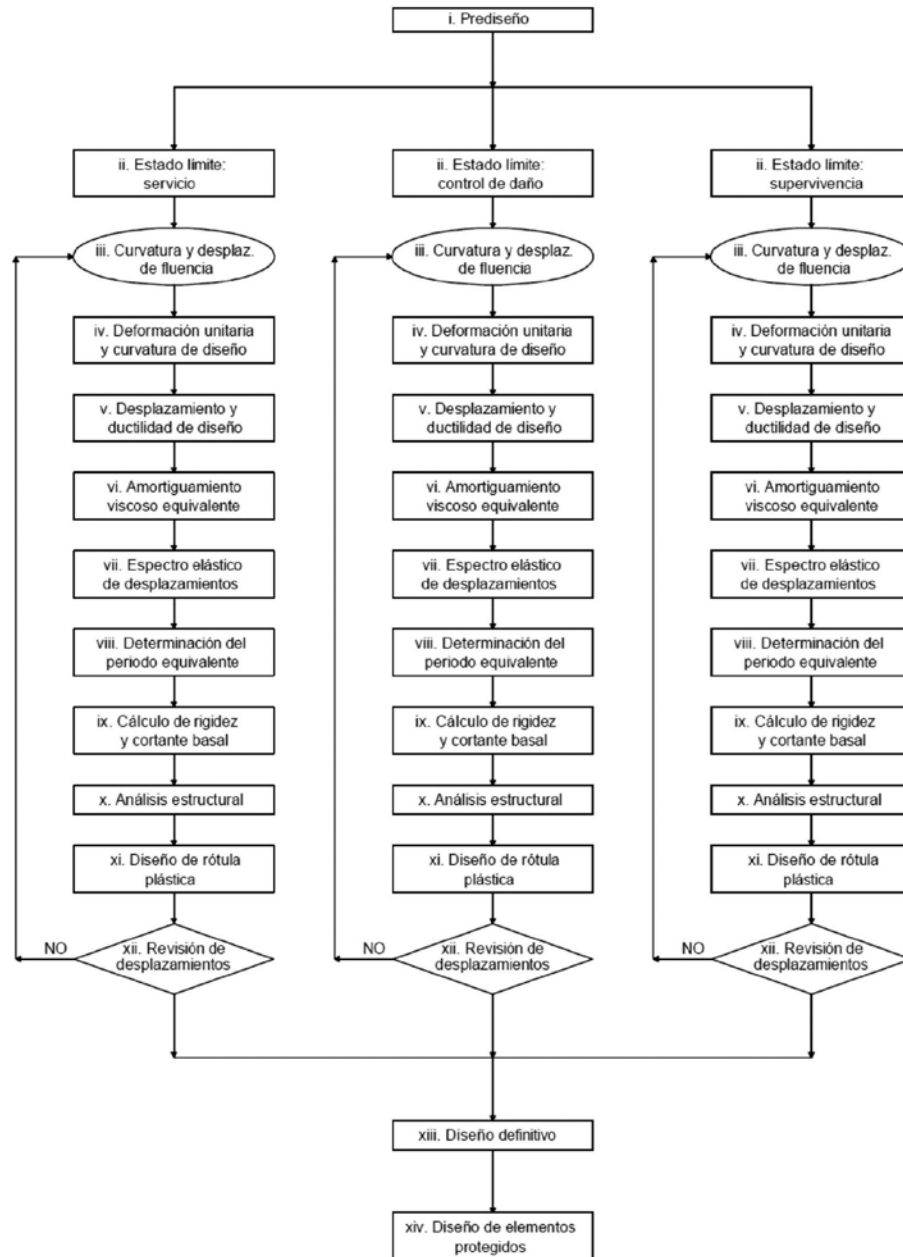 i. Prediseño
ii. Estado límite:
servicio
ii. Estado límite:
control de daño
ii. Estado límite:
supervivencia
iii. Curvatura y desplaz.
de fluencia
iii. Curvatura y desplaz.
de fluencia
iii. Curvatura y desplaz.
de fluencia
iv. Deformación unitaria
y curvatura de diseño
iv. Deformación unitaria
y curvatura de diseño
iv. Deformación unitaria
y curvatura de diseño
v. Desplazamiento y
ductilidad de diseño
v. Desplazamiento y
ductilidad de diseño
v. Desplazamiento y
ductilidad de diseño
vi. Amortiguamiento
viscoso equivalente
vi. Amortiguamiento
viscoso equivalente
vi. Amortiguamiento
viscoso equivalente
vii. Espectro elástico
de desplazamientos
vii. Espectro elástico
de desplazamientos
vii. Espectro elástico
de desplazamientos
viii. Determinación del
periodo equivalente
viii. Determinación del
periodo equivalente
viii. Determinación del
periodo equivalente
ix. Cálculo de rigidez
y cortante basal
ix. Cálculo de rigidez
y cortante basal
ix. Cálculo de rigidez
y cortante basal
x. Análisis estructural
x. Análisis estructural
x. Análisis estructural
xi. Diseño de rótula
plástica
xi. Diseño de rótula
plástica
xi. Diseño de rótula
plástica
NO
xii. Revisión de
desplazamientos
NO
xii. Revisión de
desplazamientos
NO
xii. Revisión de
desplazamientos
xiii. Diseño definitivo
xiv. Diseño de elementos
protegidos